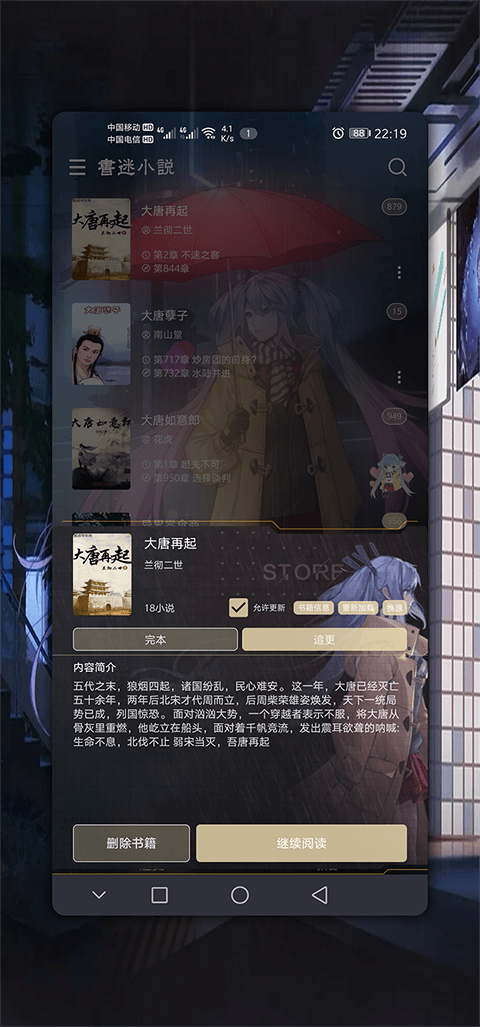 中国移动 HD 4G 4G 4.1 K/s 1 88 22:19
中国电信 HD
書迷小説
大唐再起 879
兰彻二世
第2章 不速之客
第844章
大唐孽子 15
南山堂
第717章 炒房团的前身?
第732章 水陆并进
大唐如意郎 949
花虎
第1章 姐夫不可
第950章 选择谈判
大唐再起
兰彻二世
STORE
18小说 允许更新 书籍信息 重新加载 换源
完本 追更
内容简介
五代之末，狼烟四起，诸国纷乱，民心难安。这一年，大唐已经灭亡
五十余年，两年后北宋才代周而立，后周柴荣雄姿焕发，天下一统局
势已成，列国惊恐。面对汹汹大势，一个穿越者表示不服，将大唐从
骨灰里重燃，他屹立在船头，面对着千帆竞流，发出震耳欲聋的呐喊:
生命不息，北伐不止 弱宋当灭，吾唐再起
删除书籍 继续阅读